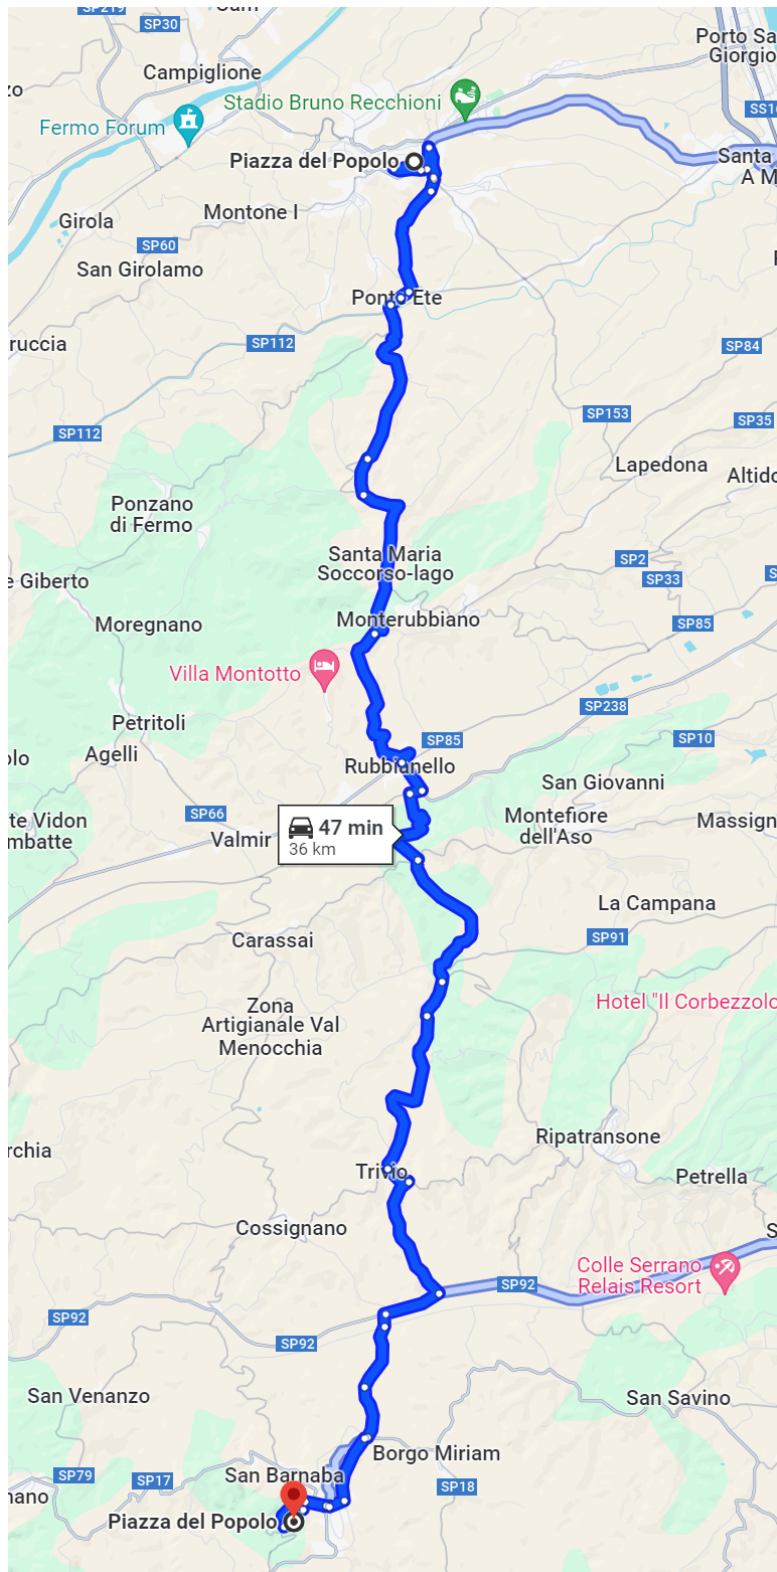 SP219
SP30
Porto Sa
Giorgio
Campiglione
Stadio Bruno Recchioni
SS16
Fermo Forum
Piazza del Popolo
Santa
A M
Montone I
Girola
SP60
San Girolamo
Ponto Ete
ruccia
SP112
SP84
SP153
SP35
SP112
Lapedona
Altido
Ponzano
di Fermo
Santa Maria
Soccorso-lago
SP2
SP33
e Giberto
Moregnano
Monterubbiano
SP85
Villa Montotto
SP238
Petritoli
SP85
SP10
Agelli
olo
Rubbianello
San Giovanni
SP66
te Vidon
mbatte
Valmir
47 min
36 km
Montefiore
dell'Aso
Massign
La Campana
Carassai
SP91
Zona
Artigianale Val
Menocchia
Hotel "Il Corbezzolo
Ripatransone
rchia
Trivio
Petrella
Cossignano
Colle Serrano
Relais Resort
SP92
SP92
SP92
San Venanzo
San Savino
Borgo Miriam
SP79
SP17
San Barnaba
SP18
nano
Piazza del Popolo